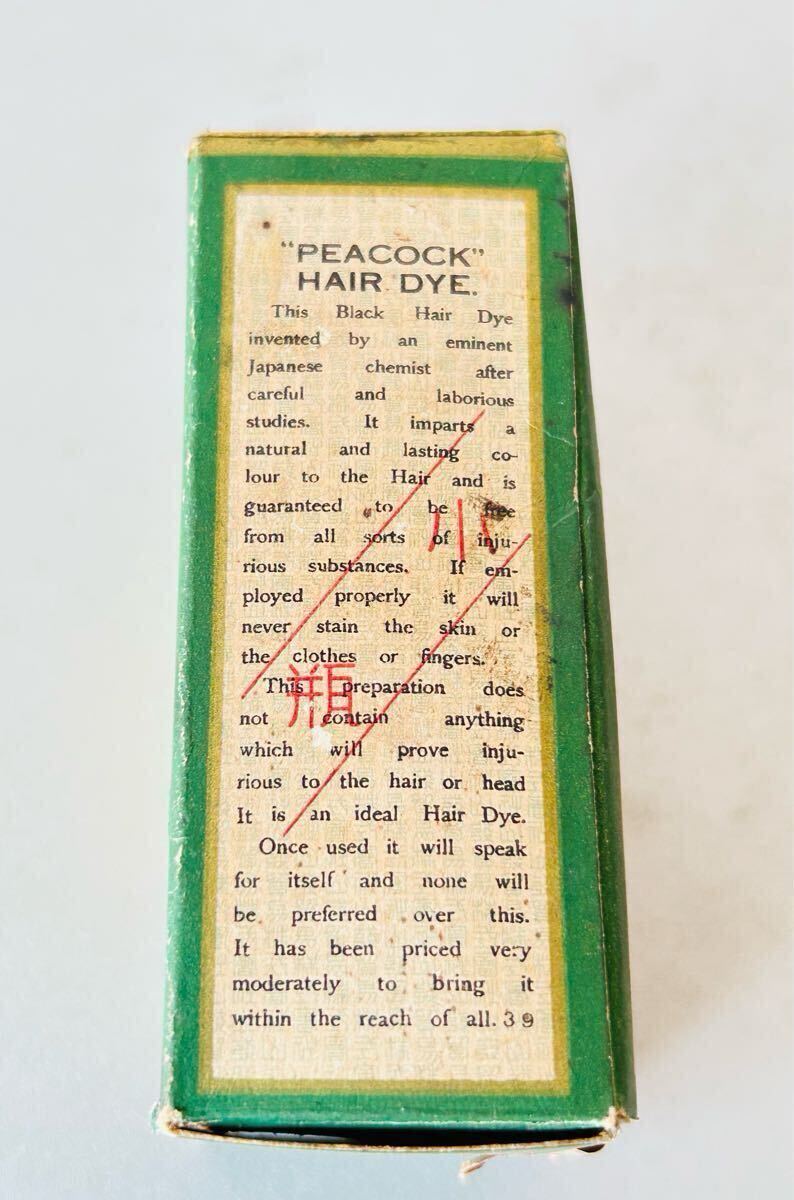 "PEACOCK"
HAIR DYE.
This Black Hair Dye
invented by an eminent
Japanese chemist after
careful and laborious
studies. It imparts a
natural and lasting co-
lour to the Hair and is
guaranteed to be free
from all sorts of inju-
rious substances. If em-
ployed properly it will
never stain the skin or
the clothes or fingers.
This preparation does
not contain anything
which will prove inju-
rious to the hair or head
It is an ideal Hair Dye.
Once used it will speak
for itself and none will
be preferred over this.
It has been priced very
moderately to bring it
within the reach of all. 39
小
瓶